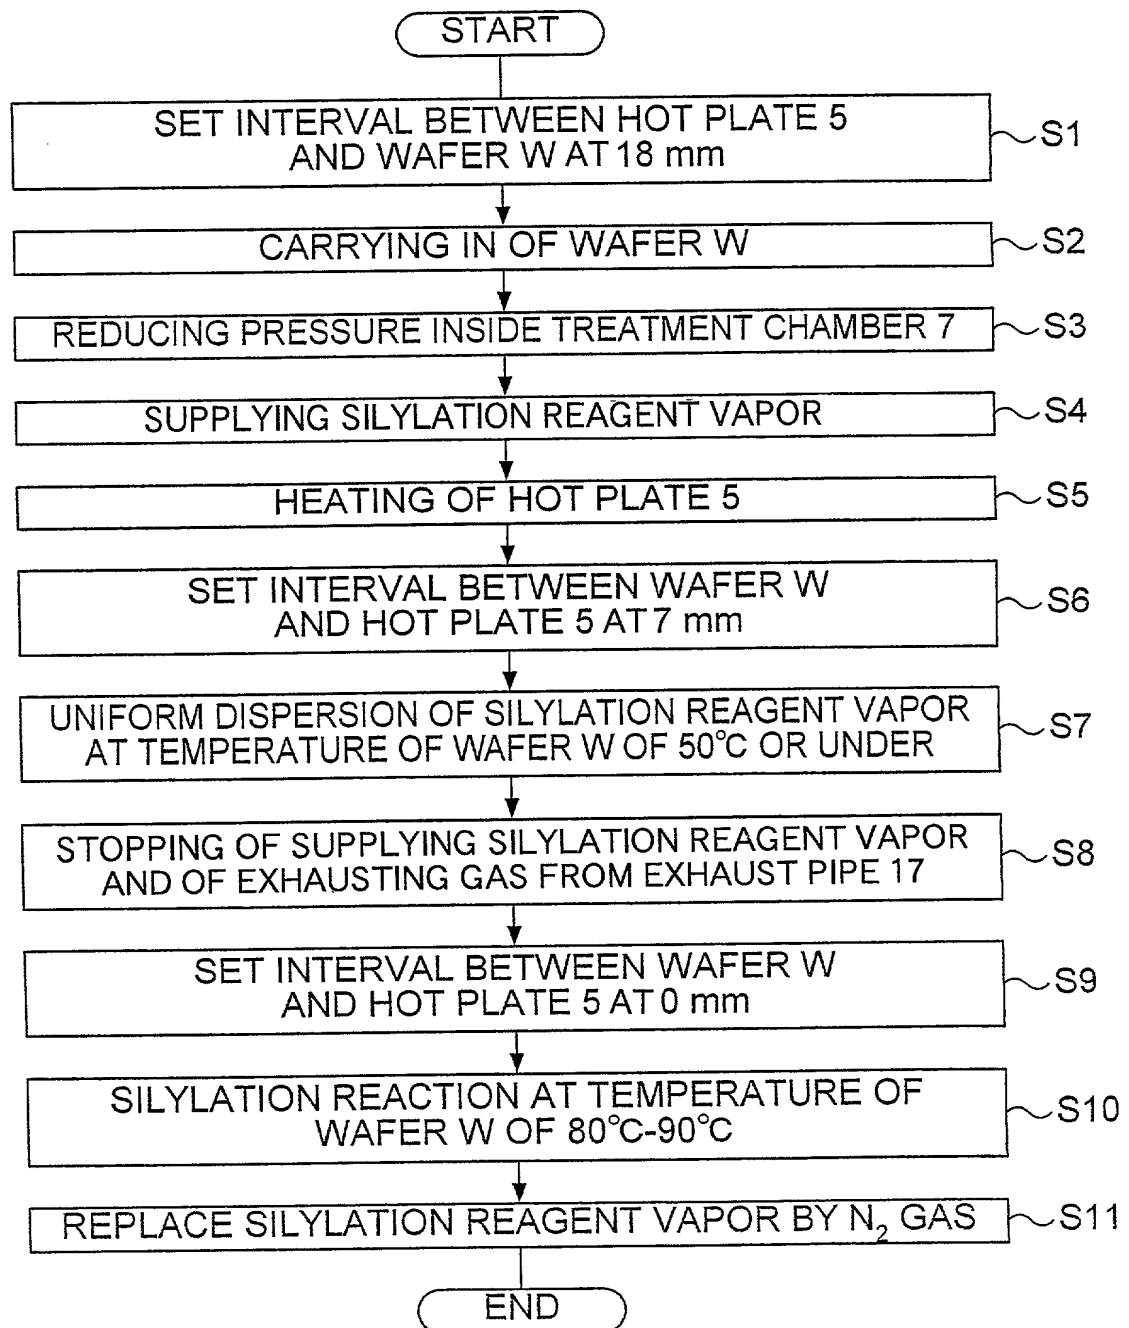 START
SET INTERVAL BETWEEN HOT PLATE 5
AND WAFER W AT 18 mm
S1
CARRYING IN OF WAFER W
S2
REDUCING PRESSURE INSIDE TREATMENT CHAMBER 7
S3
SUPPLYING SILYLATION REAGENT VAPOR
S4
HEATING OF HOT PLATE 5
S5
SET INTERVAL BETWEEN WAFER W
AND HOT PLATE 5 AT 7 mm
S6
UNIFORM DISPERSION OF SILYLATION REAGENT VAPOR
AT TEMPERATURE OF WAFER W OF 50°C OR UNDER
S7
STOPPING OF SUPPLYING SILYLATION REAGENT VAPOR
AND OF EXHAUSTING GAS FROM EXHAUST PIPE 17
S8
SET INTERVAL BETWEEN WAFER W
AND HOT PLATE 5 AT 0 mm
S9
SILYLATION REACTION AT TEMPERATURE OF
WAFER W OF 80°C-90°C
S10
REPLACE SILYLATION REAGENT VAPOR BY N₂ GAS
S11
END